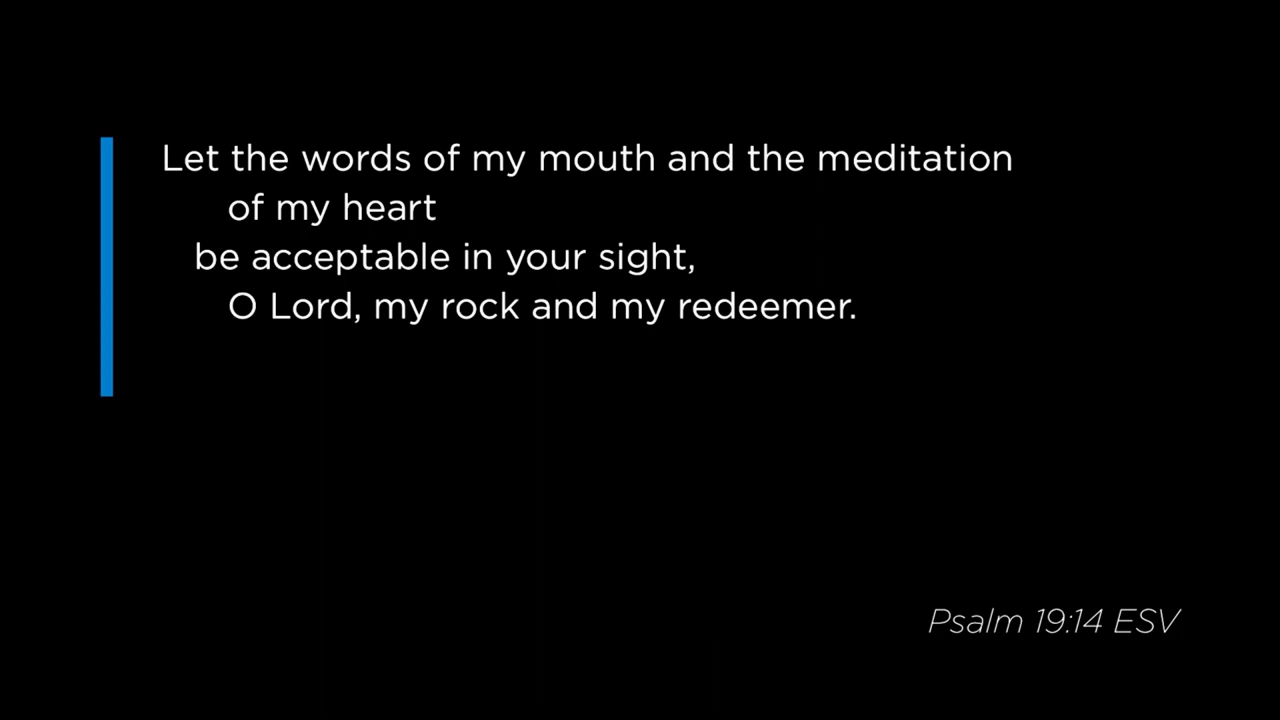 Let the words of my mouth and the meditation
of my heart
be acceptable in your sight,
O Lord, my rock and my redeemer.
Psalm 19:14 ESV